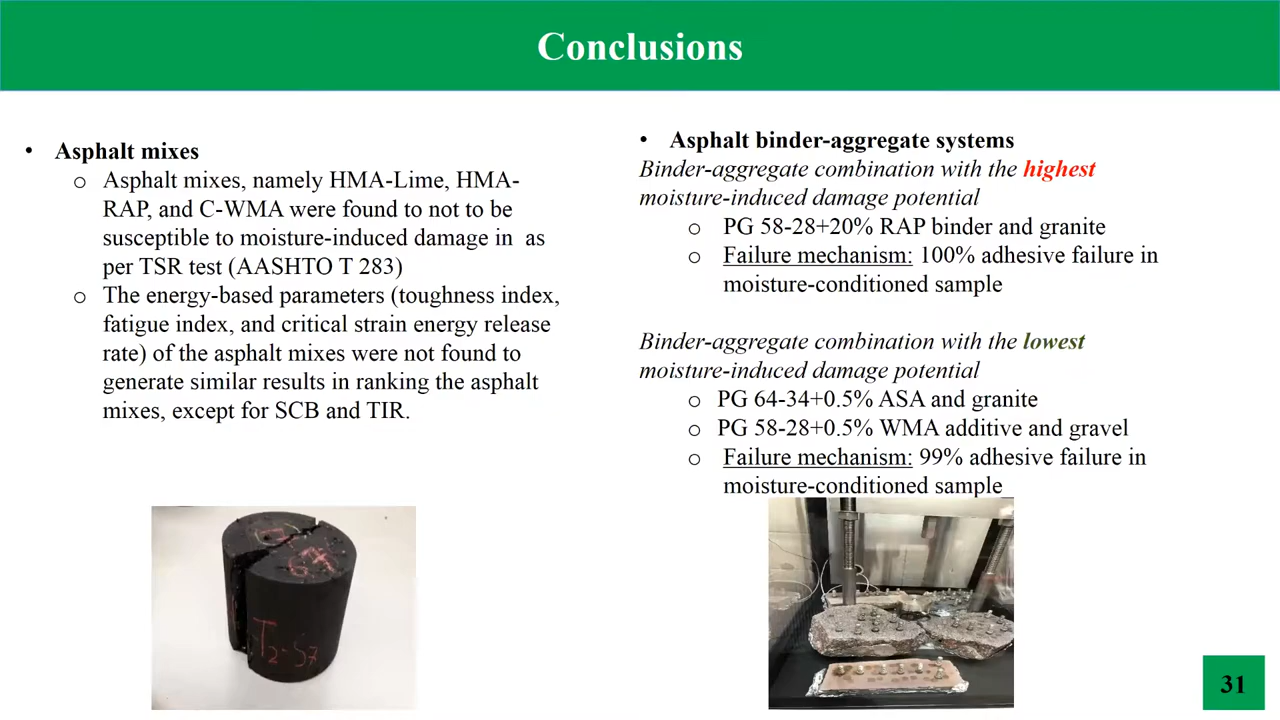 Conclusions
• Asphalt mixes
o Asphalt mixes, namely HMA-Lime, HMA-
RAP, and C-WMA were found to not to be
susceptible to moisture-induced damage in  as
per TSR test (AASHTO T 283)
o The energy-based parameters (toughness index,
fatigue index, and critical strain energy release
rate) of the asphalt mixes were not found to
generate similar results in ranking the asphalt
mixes, except for SCB and TIR.
• Asphalt binder-aggregate systems
Binder-aggregate combination with the highest
moisture-induced damage potential
o PG 58-28+20% RAP binder and granite
o Failure mechanism: 100% adhesive failure in
moisture-conditioned sample
Binder-aggregate combination with the lowest
moisture-induced damage potential
o PG 64-34+0.5% ASA and granite
o PG 58-28+0.5% WMA additive and gravel
o Failure mechanism: 99% adhesive failure in
moisture-conditioned sample
T2-S7
31